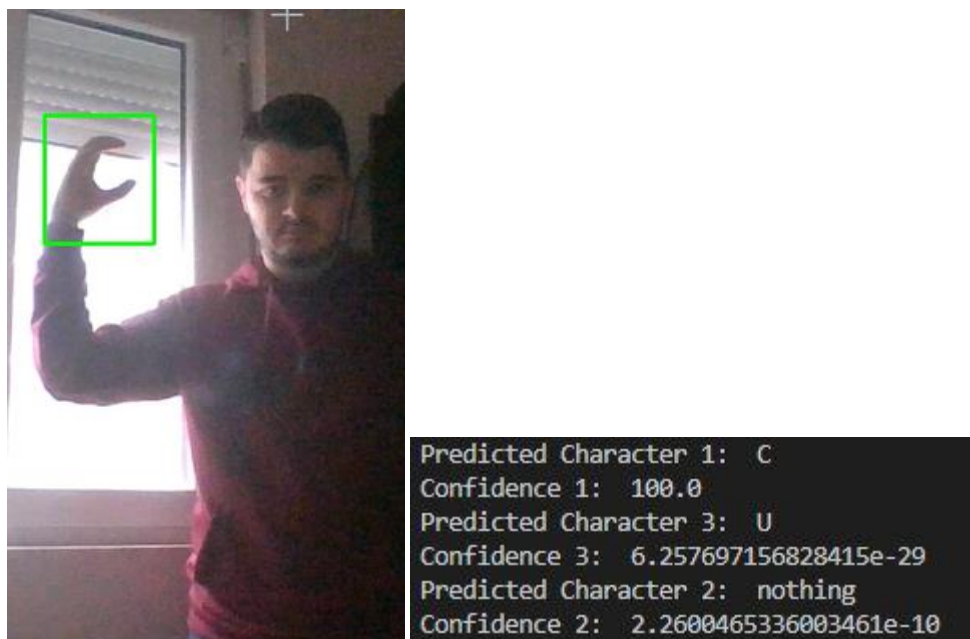 Predicted Character 1: C
Confidence 1: 100.0
Predicted Character 3: U
Confidence 3: 6.257697156828415e-29
Predicted Character 2: nothing
Confidence 2: 2.2600465336003461e-10